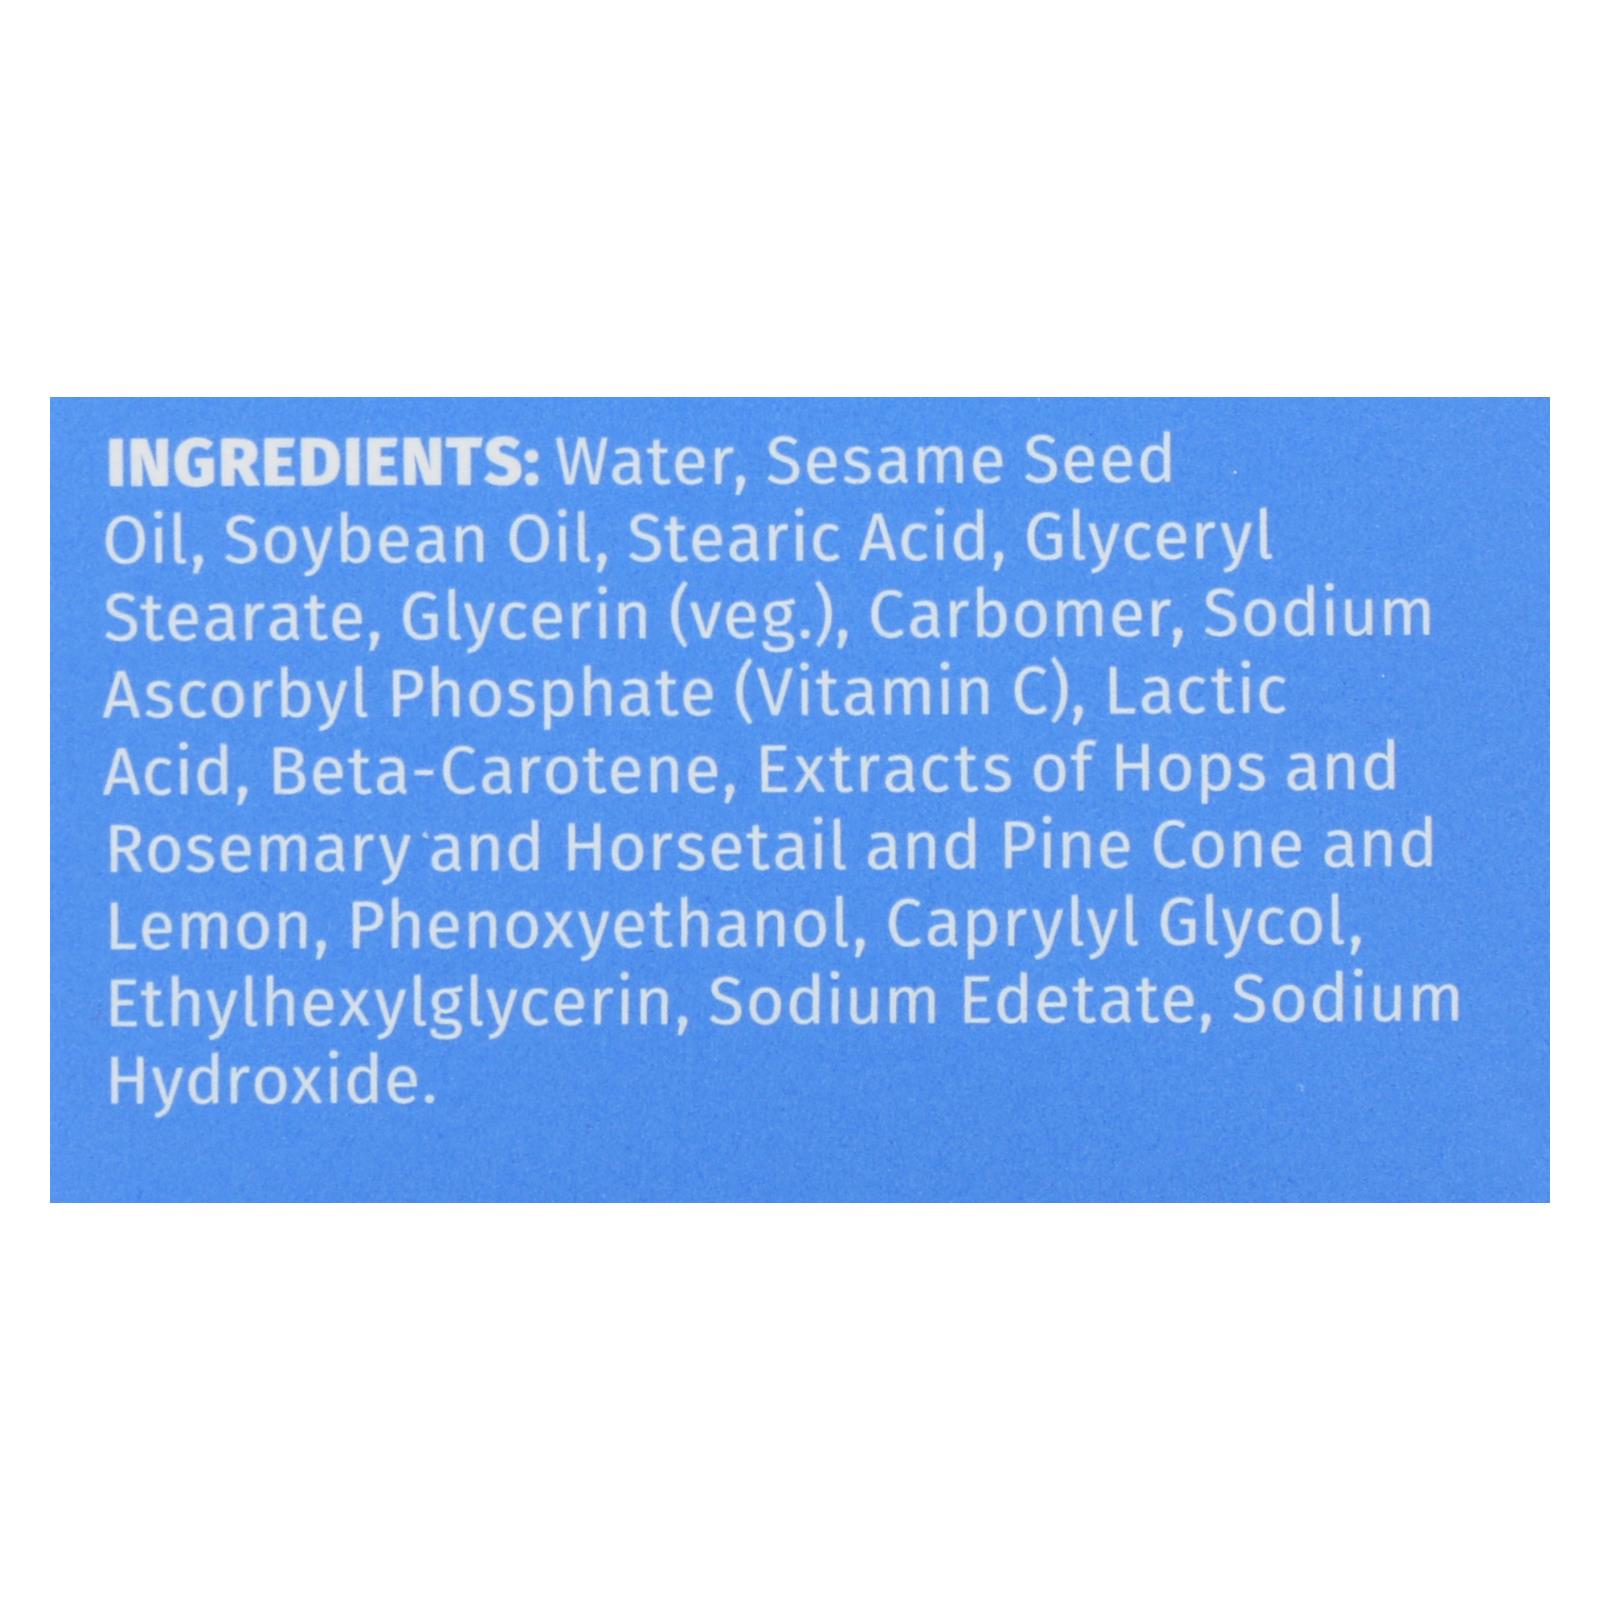 INGREDIENTS: Water, Sesame Seed
Oil, Soybean Oil, Stearic Acid, Glyceryl
Stearate, Glycerin (veg.), Carbomer, Sodium
Ascorbyl Phosphate (Vitamin C), Lactic
Acid, Beta-Carotene, Extracts of Hops and
Rosemary and Horsetail and Pine Cone and
Lemon, Phenoxyethanol, Caprylyl Glycol,
Ethylhexylglycerin, Sodium Edetate, Sodium
Hydroxide.